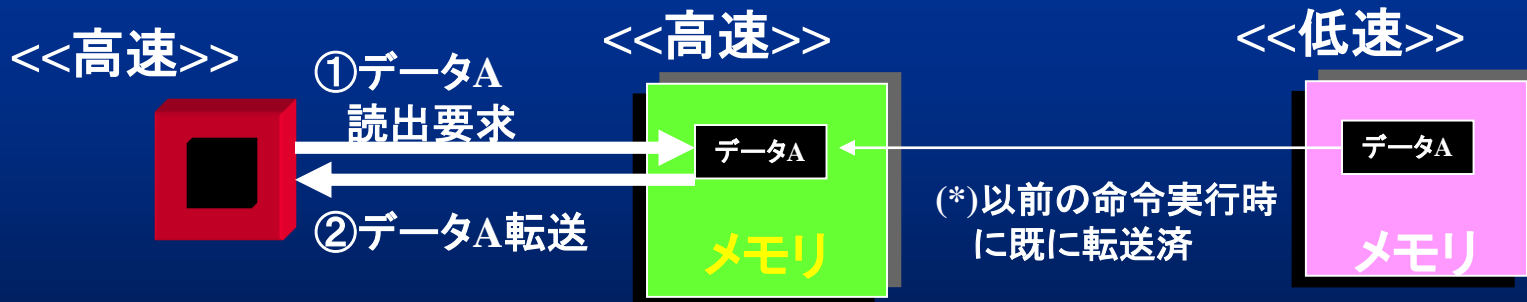 <<高速>>
①データA
読出要求
②データA転送
<<高速>>
データA
メモリ
(*)以前の命令実行時
に既に転送済
<<低速>>
データA
メモリ